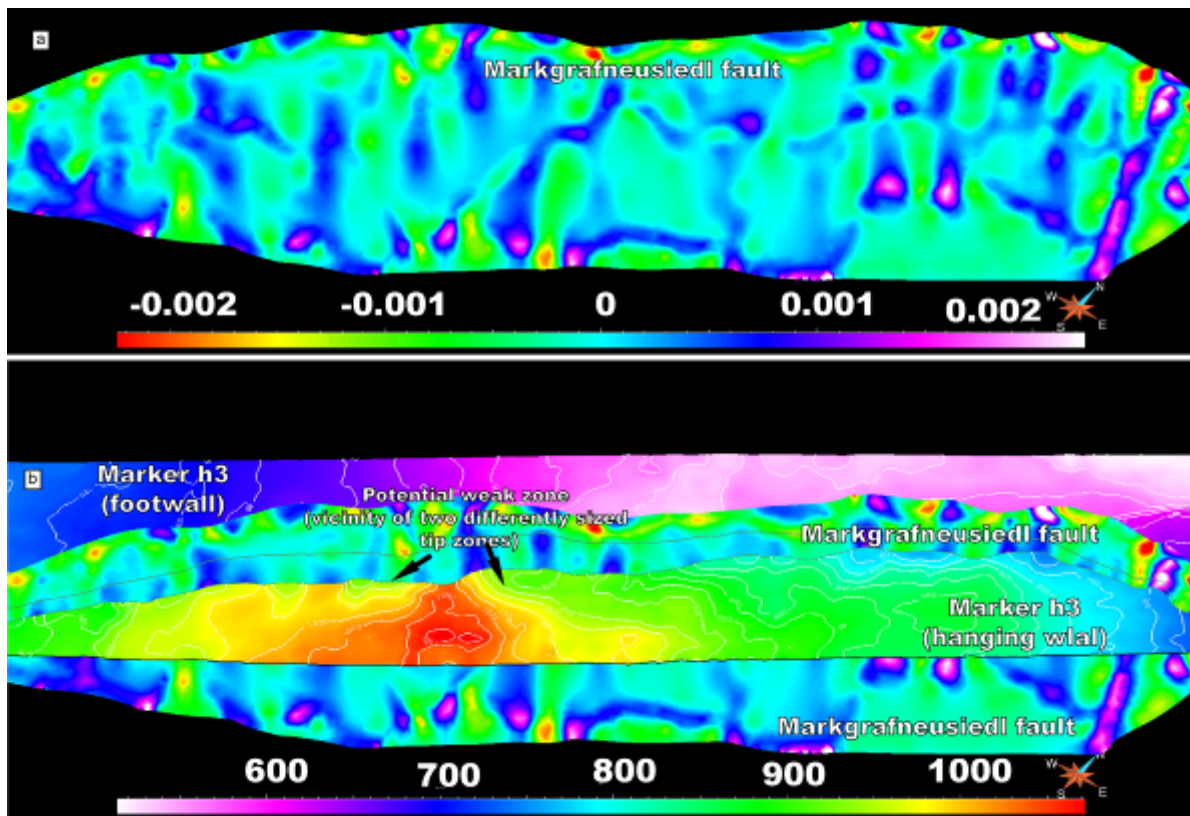 a
Markgrafneusiedl fault
-0.002 -0.001 0 0.001 0.002
W N
S E
b
Marker h3
(footwall)
Potential weak zone
(vicinity of two differently sized
tip zones)
Markgrafneusiedl fault
Marker h3
(hanging wlal)
Markgrafneusiedl fault
600 700 800 900 1000
W
E